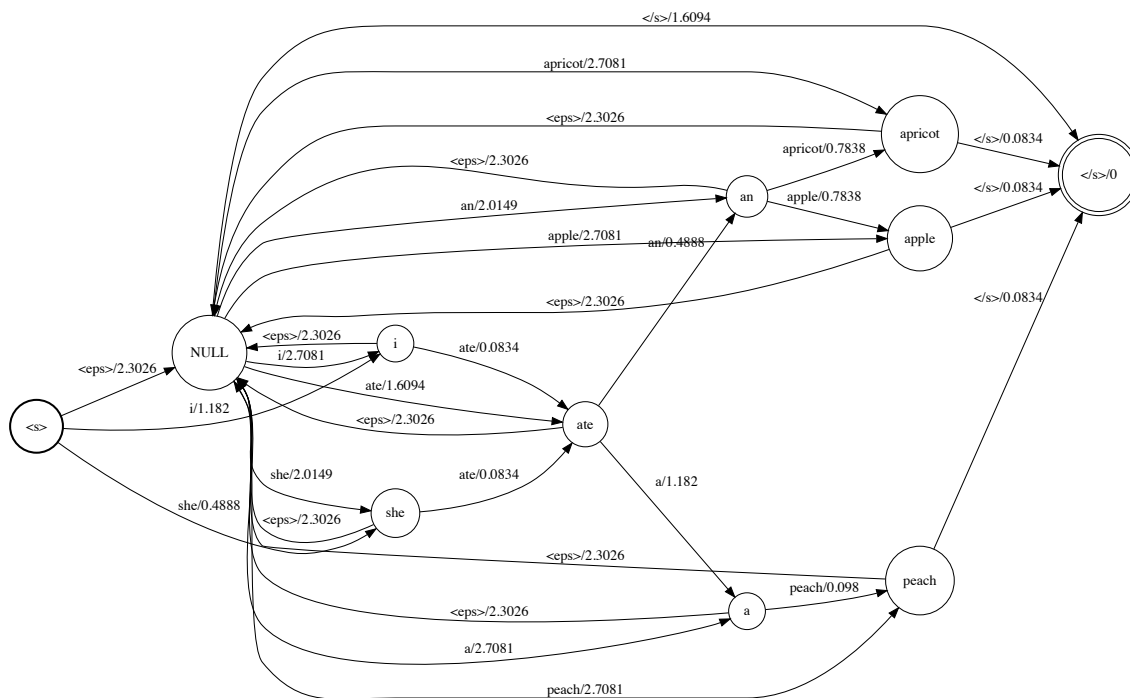 </s>/1.6094
apricot/2.7081
<eps>/2.3026
apricot
</s>/0.0834
apricot/0.7838
<eps>/2.3026
</s>/0
an
apple/0.7838
</s>/0.0834
an/2.0149
apple/2.7081
an/0.4888
apple
<eps>/2.3026
</s>/0.0834
NULL
<eps>/2.3026
i
i/2.7081
ate/0.0834
<eps>/2.3026
ate/1.6094
i/1.182
<eps>/2.3026
<s>
ate
she/2.0149
ate/0.0834
a/1.182
she/0.4888
<eps>/2.3026
she
<eps>/2.3026
peach
peach/0.098
<eps>/2.3026
a
a/2.7081
peach/2.7081